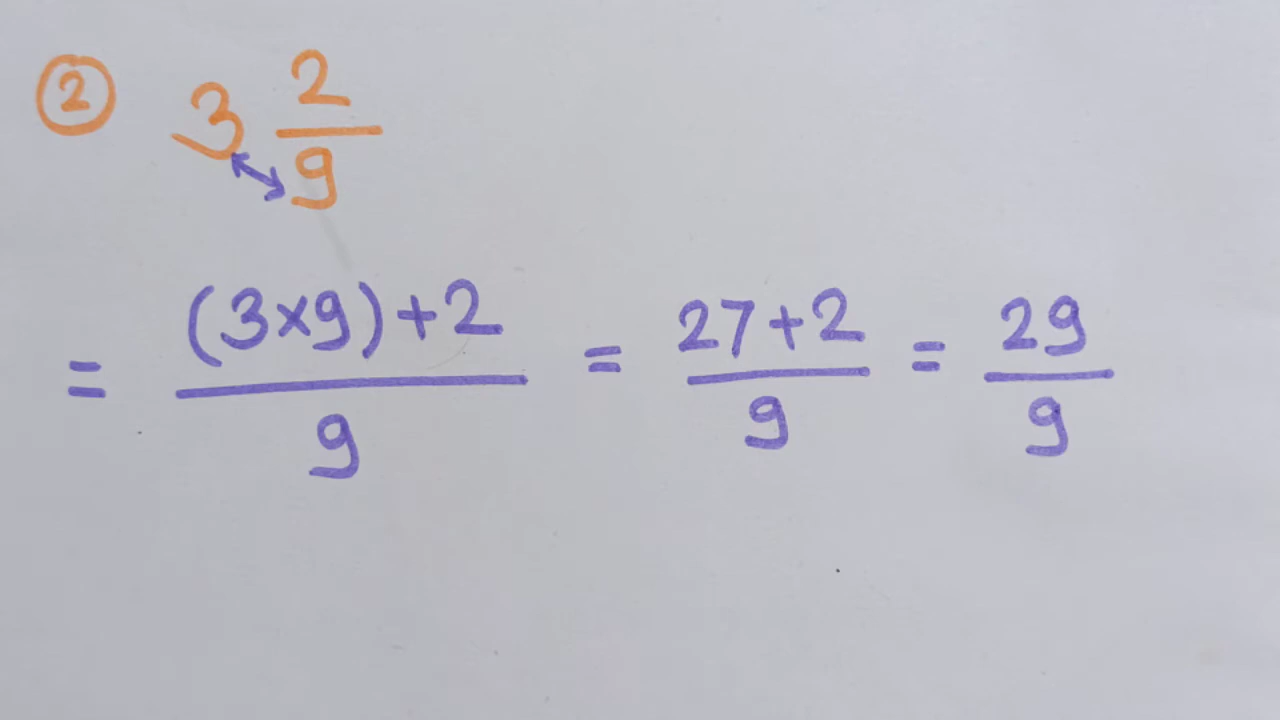 ② 3 2/9
= (3×9)+2/9 = 27+2/9 = 29/9